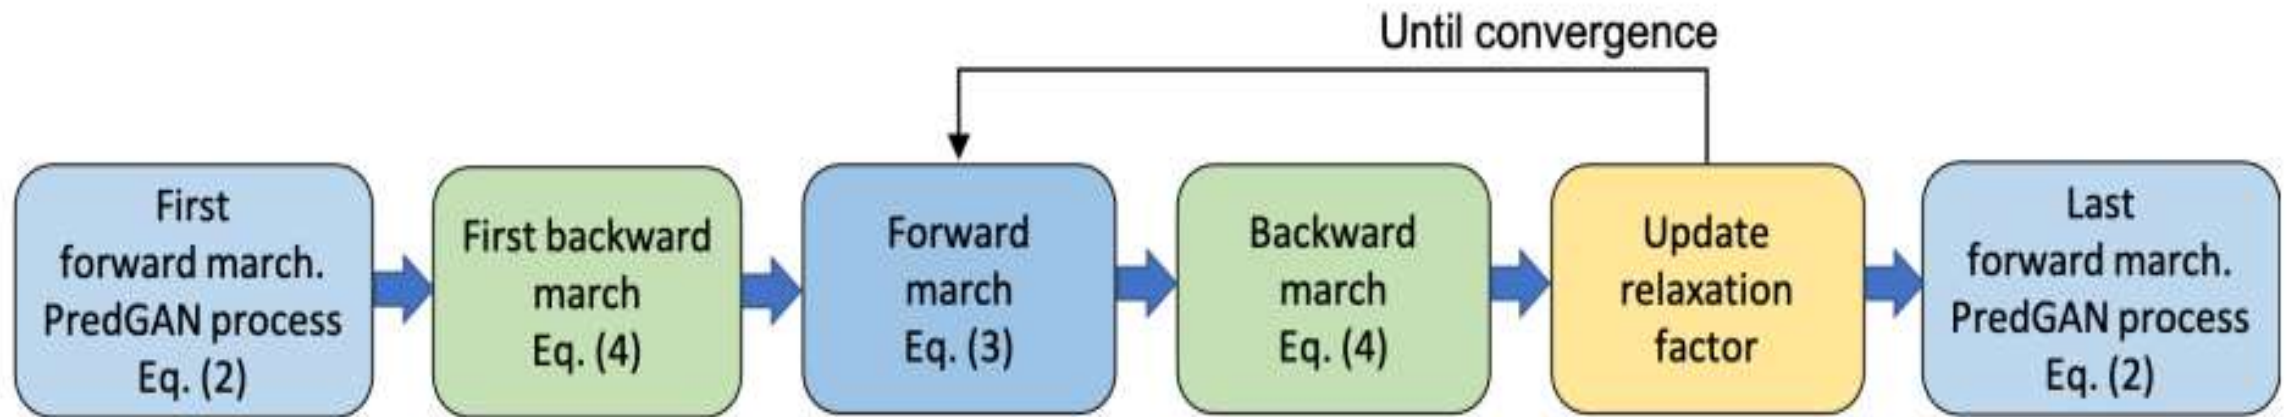 Until convergence
First
forward march.
PredGAN process
Eq. (2)
First backward
march
Eq. (4)
Forward
march
Eq. (3)
Backward
march
Eq. (4)
Update
relaxation
factor
Last
forward march.
PredGAN process
Eq. (2)